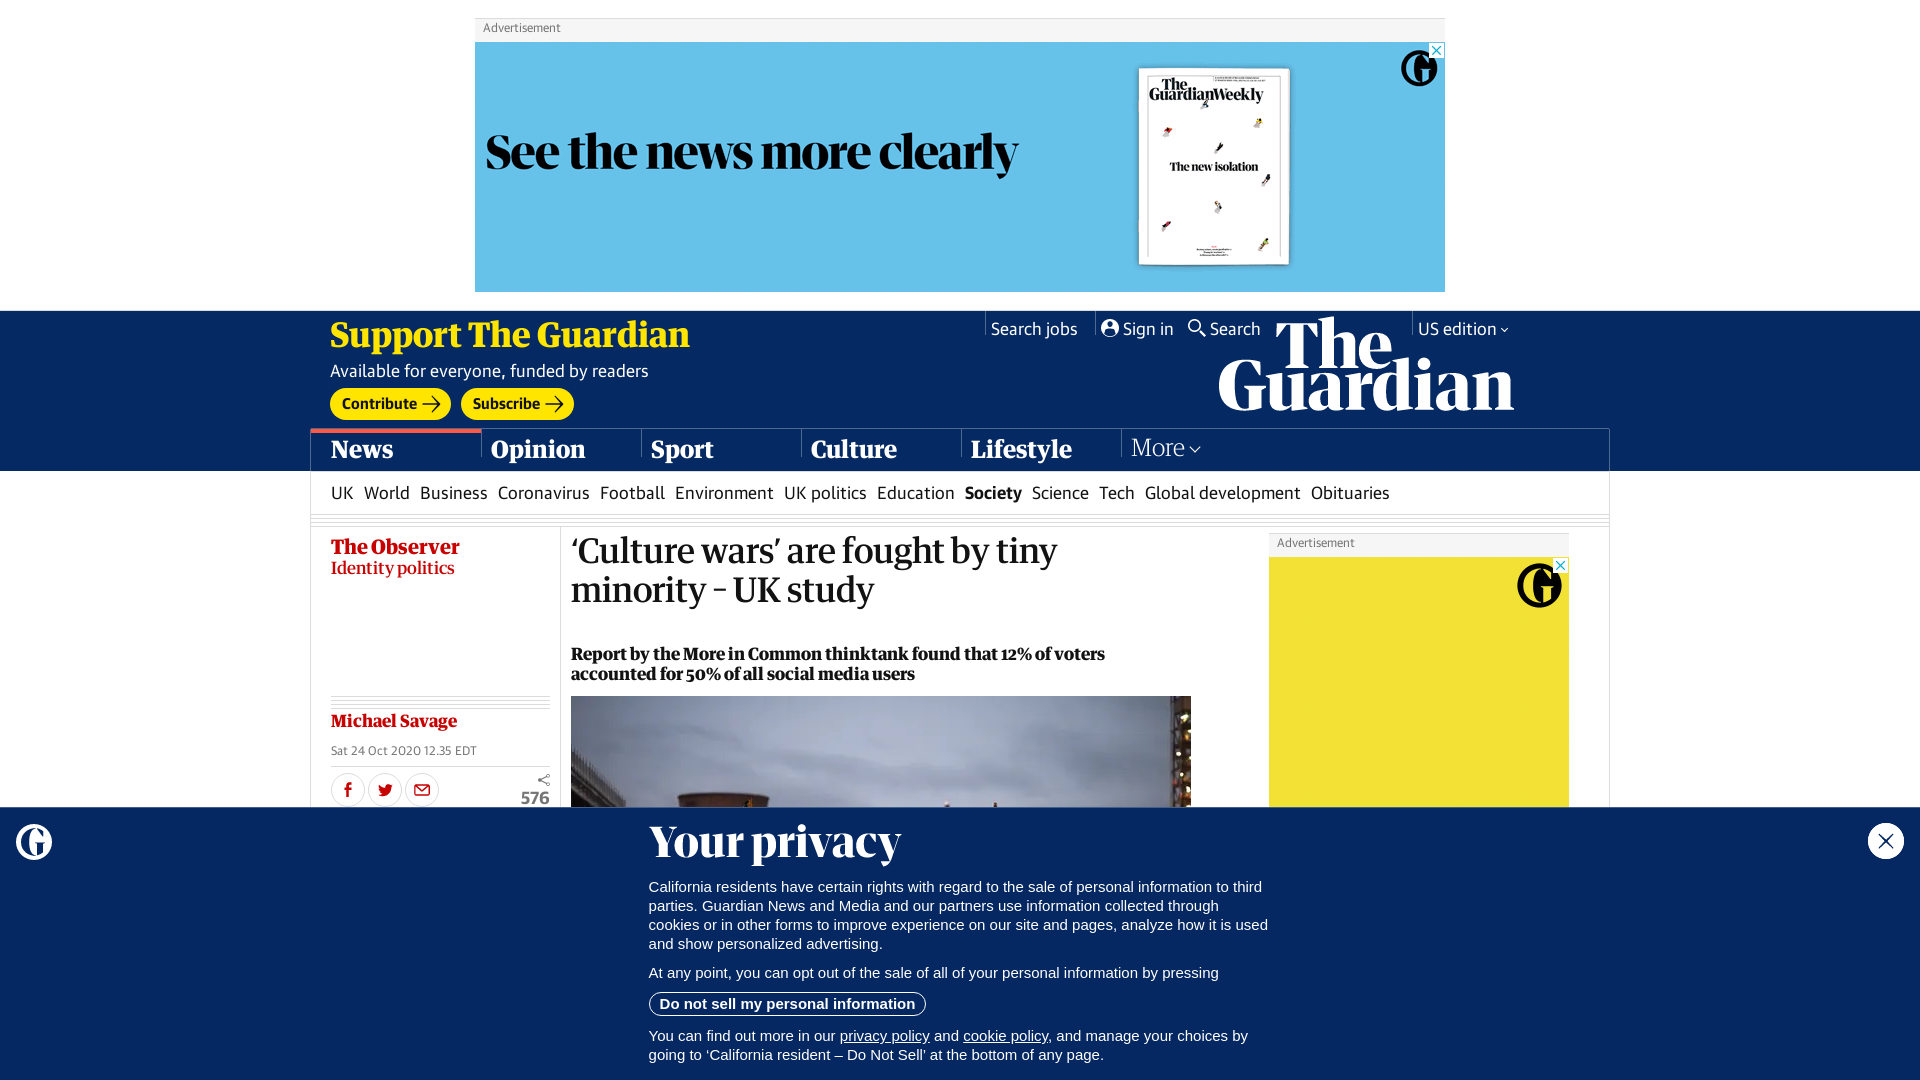 Advertisement
See the news more clearly
The
GuardianWeekly
The new isolation
Support The Guardian
Available for everyone, funded by readers
Contribute
Subscribe
Search jobs
Sign in
Search
US edition
The
Guardian
News
Opinion
Sport
Culture
Lifestyle
More
UK World Business Coronavirus Football Environment UK politics Education Society Science Tech Global development Obituaries
The Observer
Identity politics
‘Culture wars’ are fought by tiny
minority – UK study
Report by the More in Common thinktank found that 12% of voters
accounted for 50% of all social media users
Michael Savage
Sat 24 Oct 2020 12.35 EDT
576
Advertisement
Your privacy
California residents have certain rights with regard to the sale of personal information to third
parties. Guardian News and Media and our partners use information collected through
cookies or in other forms to improve experience on our site and pages, analyze how it is used
and show personalized advertising.
At any point, you can opt out of the sale of all of your personal information by pressing
Do not sell my personal information
You can find out more in our privacy policy and cookie policy, and manage your choices by
going to ‘California resident – Do Not Sell’ at the bottom of any page.